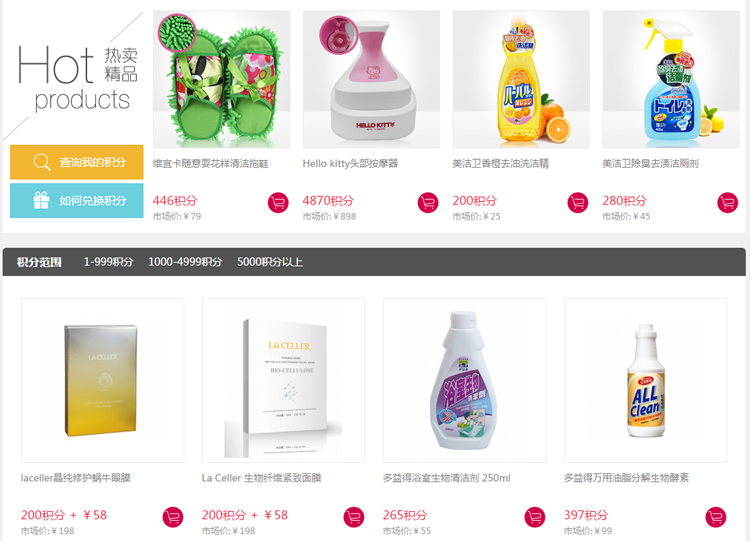 Hot 热卖
精品
products
查询我的积分
如何兑换积分
HELLO KITTY
维宜卡随意耍花样清洁拖鞋
Hello kitty头部按摩器
美洁卫香橙去油洗洁精
美洁卫除臭去渍洁厕剂
446积分
4870积分
200积分
280积分
市场价:￥79
市场价:￥898
市场价:￥25
市场价:￥45
积分范围 1-999积分 1000-4999积分 5000积分以上
LA CELLER
LA CELLER
BIO-CELLULOSE
ALL
Clean
laceller晶纯修护蜗牛眼膜
La Celler 生物纤维紧致面膜
多益得浴室生物清洁剂 250ml
多益得万用油脂分解生物酵素
200积分 + ￥58
200积分 + ￥58
265积分
397积分
市场价:￥198
市场价:￥198
市场价:￥55
市场价:￥99